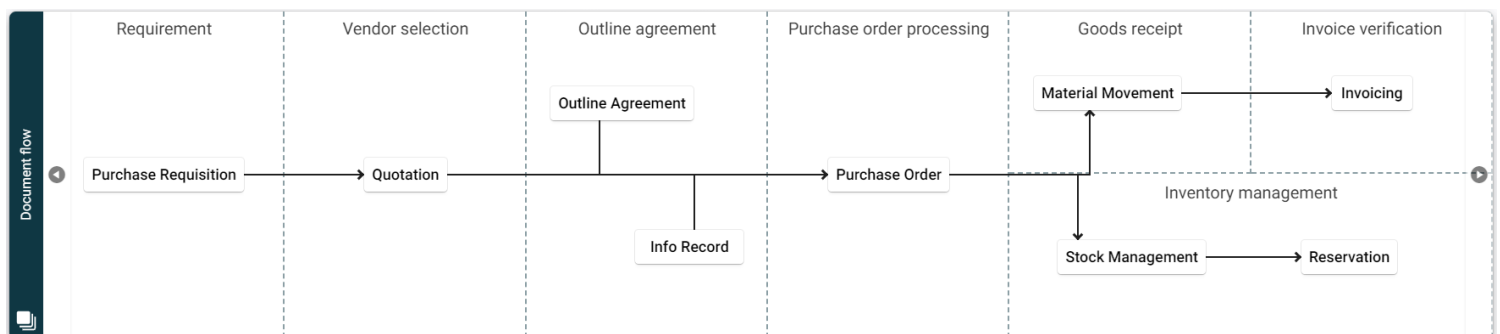 Document flow
Requirement
Vendor selection
Outline agreement
Purchase order processing
Goods receipt
Invoice verification
Outline Agreement
Material Movement
Invoicing
Purchase Requisition
Quotation
Purchase Order
Inventory management
Info Record
Stock Management
Reservation